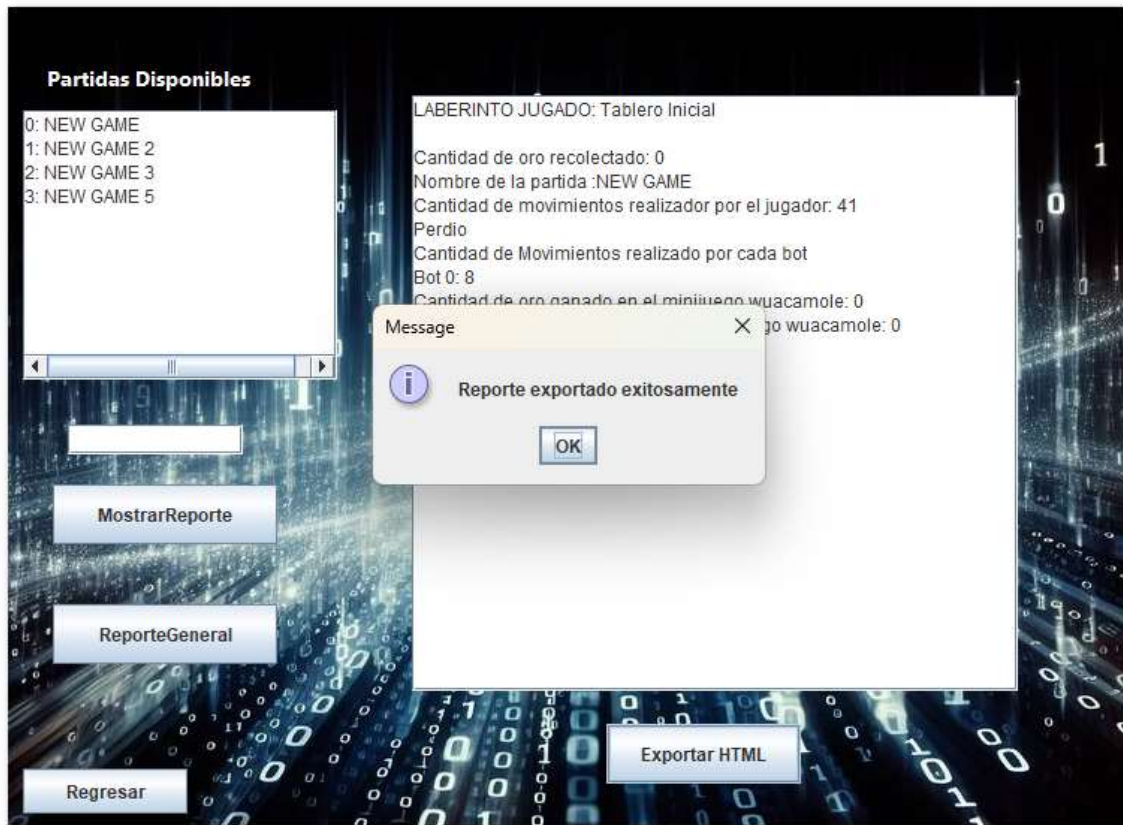 Partidas Disponibles
0: NEW GAME
1: NEW GAME 2
2: NEW GAME 3
3: NEW GAME 5
MostrarReporte
ReporteGeneral
Regresar
LABERINTO JUGADO: Tablero Inicial
Cantidad de oro recolectado: 0
Nombre de la partida :NEW GAME
Cantidad de movimientos realizador por el jugador: 41
Perdio
Cantidad de Movimientos realizado por cada bot
Bot 0: 8
Cantidad de oro ganado en el minijuego wuacamole: 0
go wuacamole: 0
Message
Reporte exportado exitosamente
OK
Exportar HTML